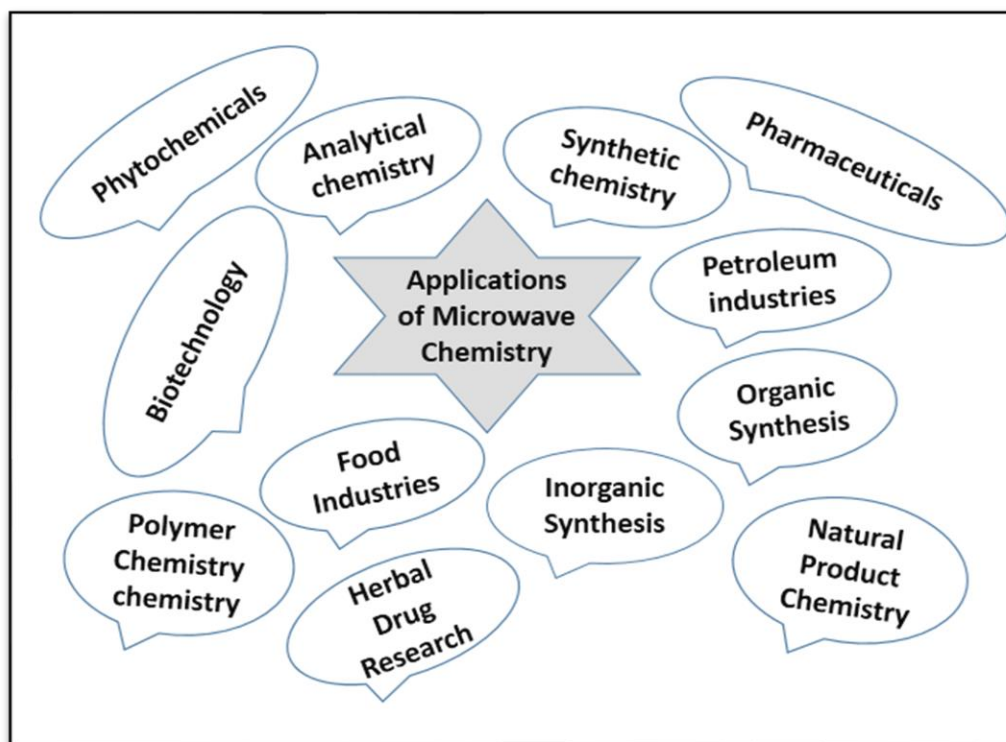 Phytochemicals
Analytical
chemistry
Synthetic
chemistry
Pharmaceuticals
Biotechnology
Applications
of Microwave
Chemistry
Petroleum
industries
Organic
Synthesis
Food
Industries
Inorganic
Synthesis
Polymer
Chemistry
chemistry
Herbal
Drug
Research
Natural
Product
Chemistry